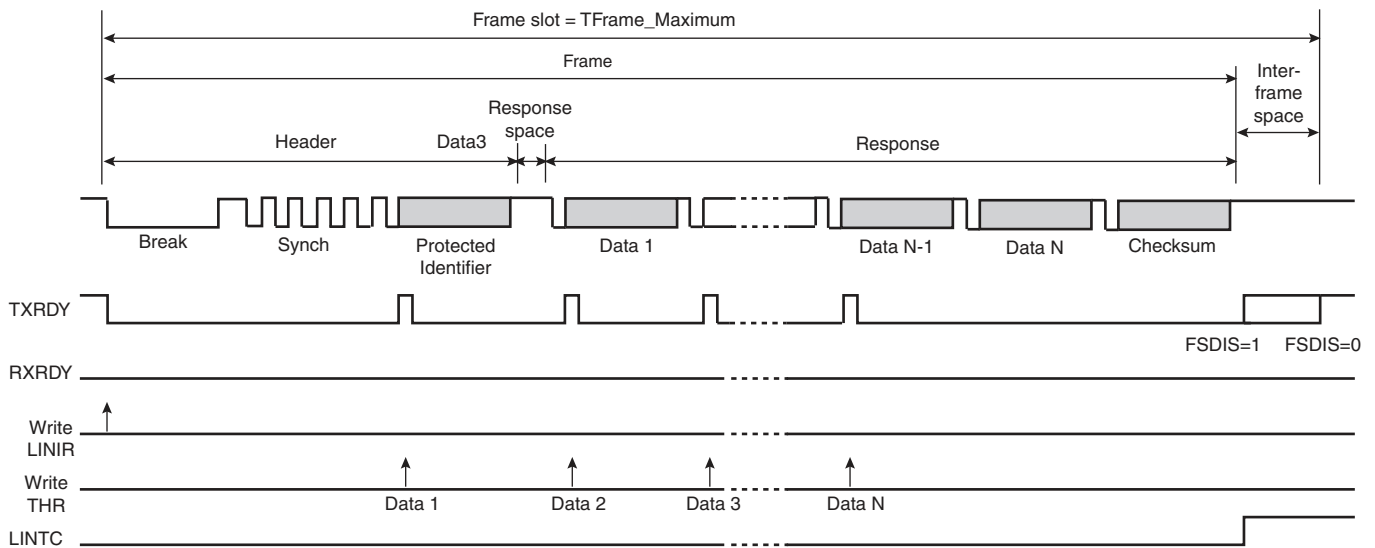 Frame slot = TFrame_Maximum
Frame
Inter-
frame
space
Response
space
Header
Data3
Response
Break
Synch
Protected
Identifier
Data 1
Data N-1
Data N
Checksum
TXRDY
FSDIS=1
FSDIS=0
RXRDY
Write
LINIR
Write
THR
Data 1
Data 2
Data 3
Data N
LINTC